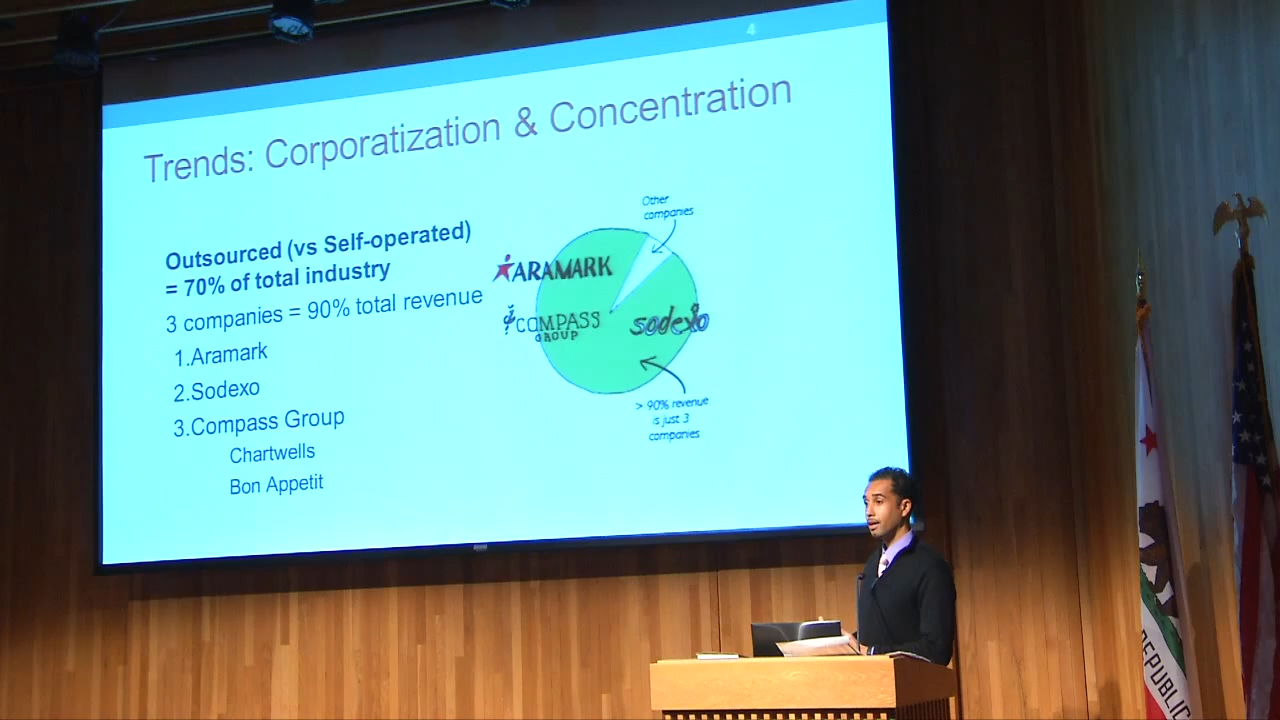 4
Trends: Corporatization & Concentration
Outsourced (vs Self-operated)
= 70% of total industry
3 companies = 90% total revenue
1.Aramark
2.Sodexo
3.Compass Group
Chartwells
Bon Appetit
Other
companies
ARAMARK
COMPASS
GROUP
sodexo
> 90% revenue
is just 3
companies
REPUBLIC